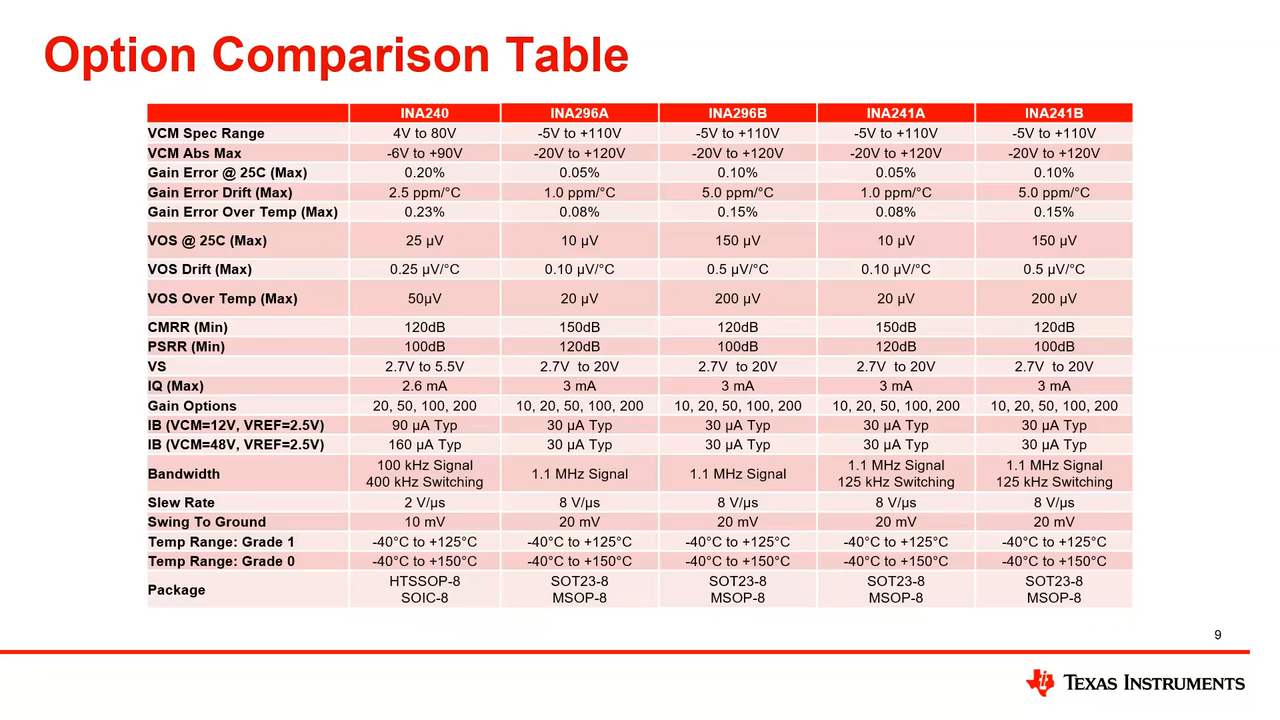 Option Comparison Table
INA240 INA296A INA296B INA241A INA241B
VCM Spec Range 4V to 80V -5V to +110V -5V to +110V -5V to +110V -5V to +110V
VCM Abs Max -6V to +90V -20V to +120V -20V to +120V -20V to +120V -20V to +120V
Gain Error @ 25C (Max) 0.20% 0.05% 0.10% 0.05% 0.10%
Gain Error Drift (Max) 2.5 ppm/°C 1.0 ppm/°C 5.0 ppm/°C 1.0 ppm/°C 5.0 ppm/°C
Gain Error Over Temp (Max) 0.23% 0.08% 0.15% 0.08% 0.15%
VOS @ 25C (Max) 25 µV 10 µV 150 µV 10 µV 150 µV
VOS Drift (Max) 0.25 µV/°C 0.10 µV/°C 0.5 µV/°C 0.10 µV/°C 0.5 µV/°C
VOS Over Temp (Max) 50µV 20 µV 200 µV 20 µV 200 µV
CMRR (Min) 120dB 150dB 120dB 150dB 120dB
PSRR (Min) 100dB 120dB 100dB 120dB 100dB
VS 2.7V to 5.5V 2.7V to 20V 2.7V to 20V 2.7V to 20V 2.7V to 20V
IQ (Max) 2.6 mA 3 mA 3 mA 3 mA 3 mA
Gain Options 20, 50, 100, 200 10, 20, 50, 100, 200 10, 20, 50, 100, 200 10, 20, 50, 100, 200 10, 20, 50, 100, 200
IB (VCM=12V, VREF=2.5V) 90 µA Typ 30 µA Typ 30 µA Typ 30 µA Typ 30 µA Typ
IB (VCM=48V, VREF=2.5V) 160 µA Typ 30 µA Typ 30 µA Typ 30 µA Typ 30 µA Typ
Bandwidth 100 kHz Signal 1.1 MHz Signal 1.1 MHz Signal 1.1 MHz Signal 1.1 MHz Signal
400 kHz Switching 125 kHz Switching 125 kHz Switching
Slew Rate 2 V/µs 8 V/µs 8 V/µs 8 V/µs 8 V/µs
Swing To Ground 10 mV 20 mV 20 mV 20 mV 20 mV
Temp Range: Grade 1 -40°C to +125°C -40°C to +125°C -40°C to +125°C -40°C to +125°C -40°C to +125°C
Temp Range: Grade 0 -40°C to +150°C -40°C to +150°C -40°C to +150°C -40°C to +150°C -40°C to +150°C
Package HTSSOP-8 SOT23-8 SOT23-8 SOT23-8 SOT23-8
SOIC-8 MSOP-8 MSOP-8 MSOP-8 MSOP-8
9
TEXAS INSTRUMENTS